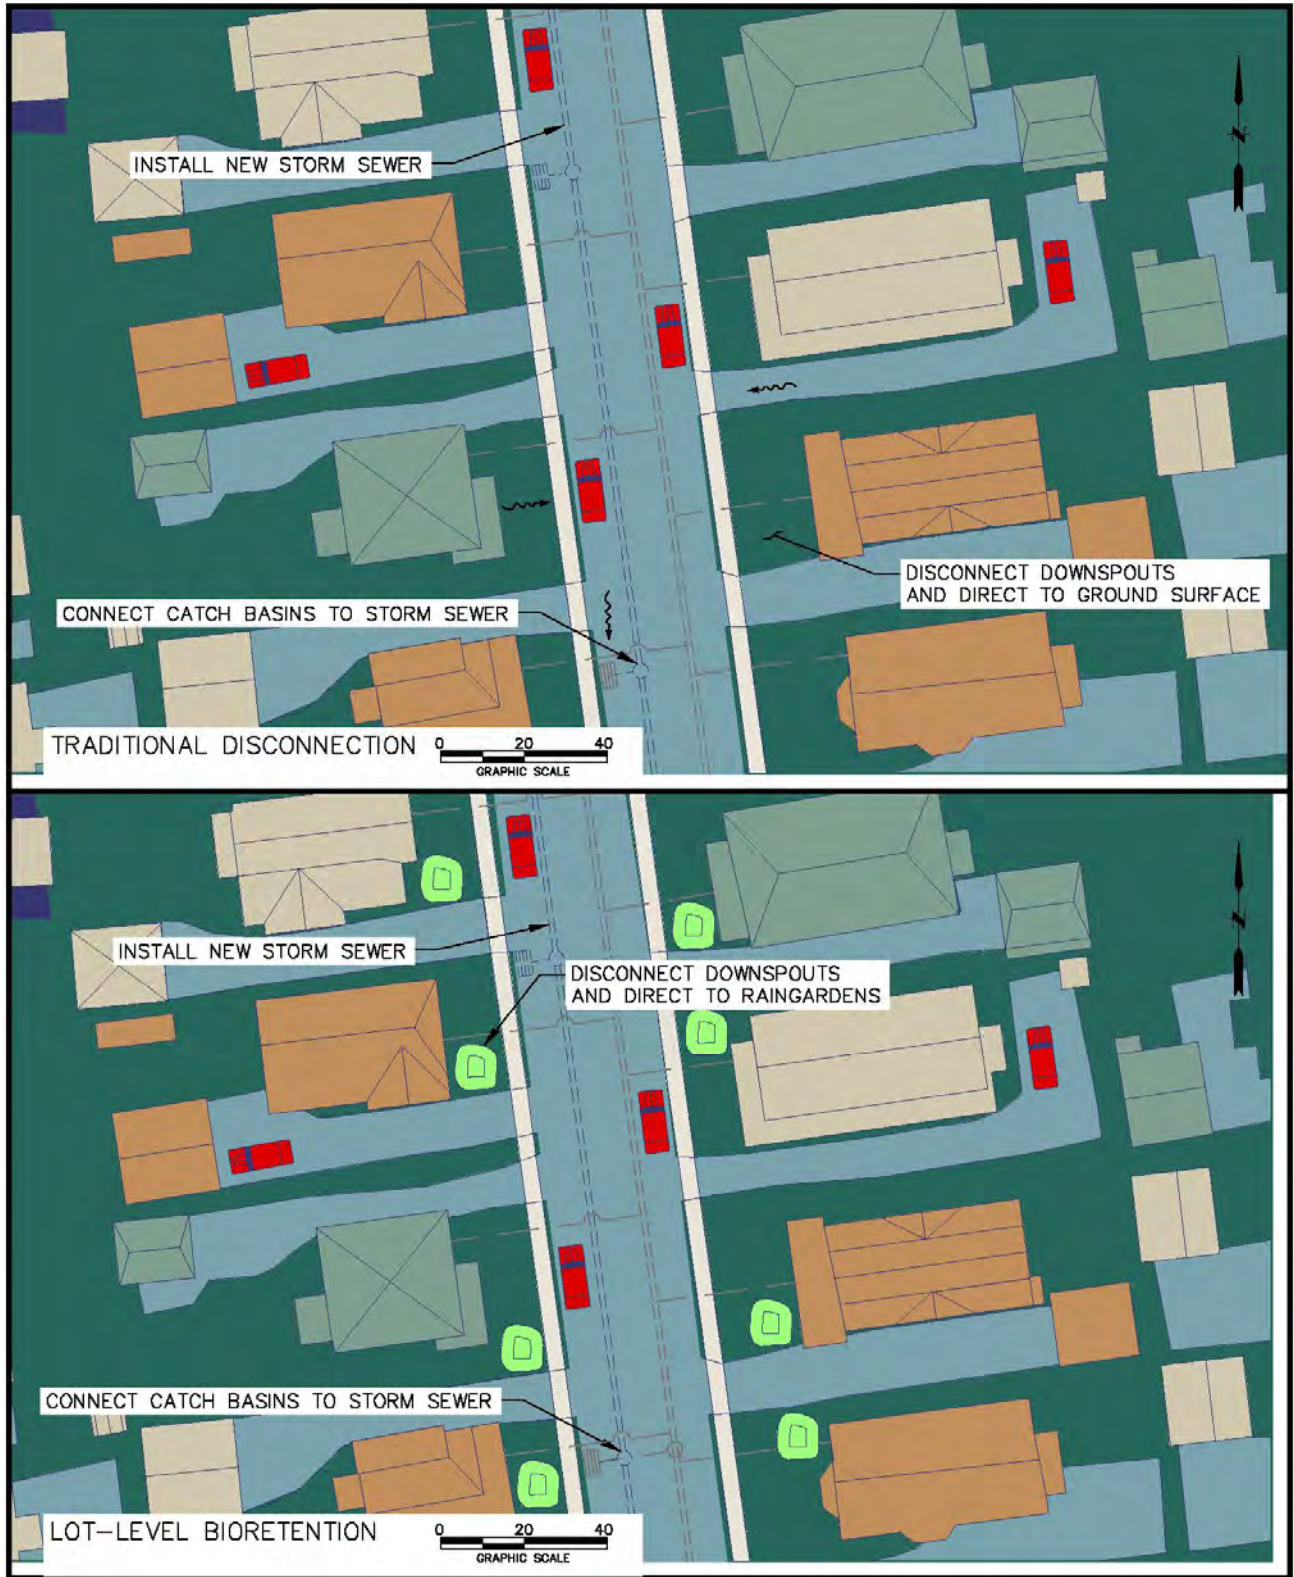 INSTALL NEW STORM SEWER
N
DISCONNECT DOWNSPOUTS
AND DIRECT TO GROUND SURFACE
CONNECT CATCH BASINS TO STORM SEWER
TRADITIONAL DISCONNECTION
0 20 40
GRAPHIC SCALE
INSTALL NEW STORM SEWER
N
DISCONNECT DOWNSPOUTS
AND DIRECT TO RAINGARDENS
CONNECT CATCH BASINS TO STORM SEWER
LOT-LEVEL BIORETENTION
0 20 40
GRAPHIC SCALE